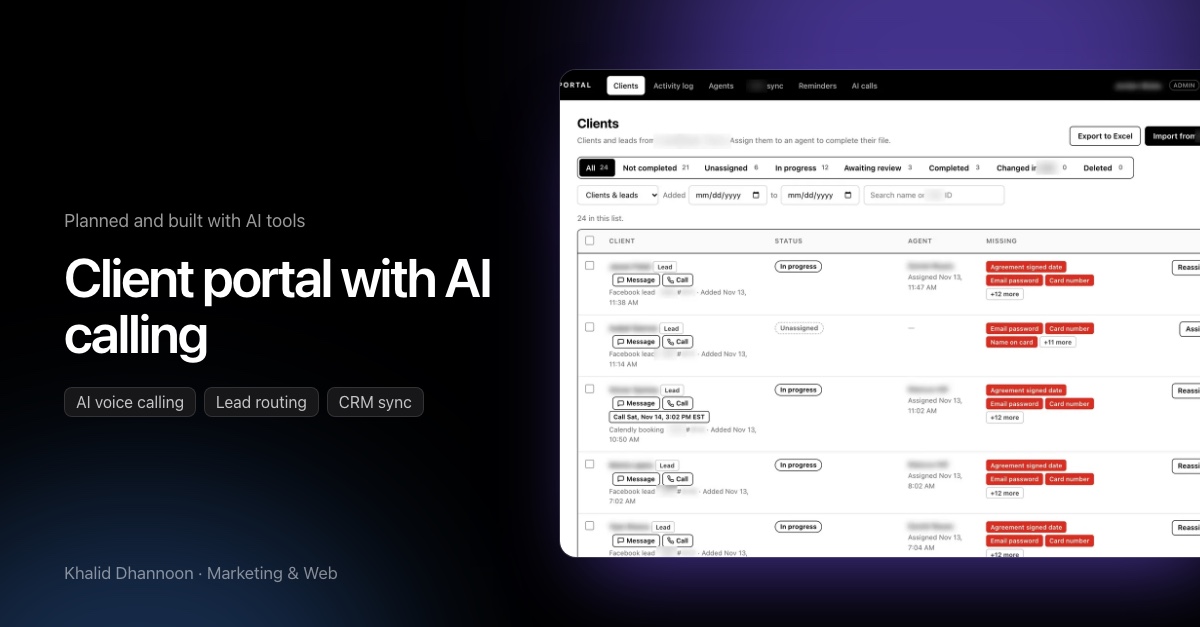 Planned and built with AI tools
Client portal with AI
calling
AI voice calling Lead routing CRM sync
Khalid Dhannoon · Marketing & Web
PORTAL Clients Activity log Agents sync Reminders AI calls ADMIN
Clients
Clients and leads from Assign them to an agent to complete their file.
Export to Excel Import from
All 24 Not completed 21 Unassigned 6 In progress 12 Awaiting review 3 Completed 3 Changed in 0 Deleted 0
Clients & leads Added mm/dd/yyyy to mm/dd/yyyy Search name or ID
24 in this list.
CLIENT STATUS AGENT MISSING
Lead In progress Agreement signed date Reassi
Message Call Assigned Nov 13, Email password Card number
Facebook lead # · Added Nov 13, 11:47 AM +12 more
11:38 AM
Lead Unassigned — Email password Card number Assi
Message Call Name on card +11 more
Facebook lead # · Added Nov 13,
11:14 AM
Lead In progress Agreement signed date Reassi
Message Call Assigned Nov 13, Email password Card number
Call Sat, Nov 14, 3:02 PM EST 11:02 AM +12 more
Calendly booking # · Added Nov 13,
10:50 AM
Lead In progress Agreement signed date Reassi
Message Call Assigned Nov 13, Email password Card number
Facebook lead # · Added Nov 13, 8:02 AM +12 more
7:02 AM
Lead In progress Agreement signed date Reassi
Message Call Assigned Nov 13, Email password Card number
Facebook lead # · Added Nov 13, 7:04 AM +12 more